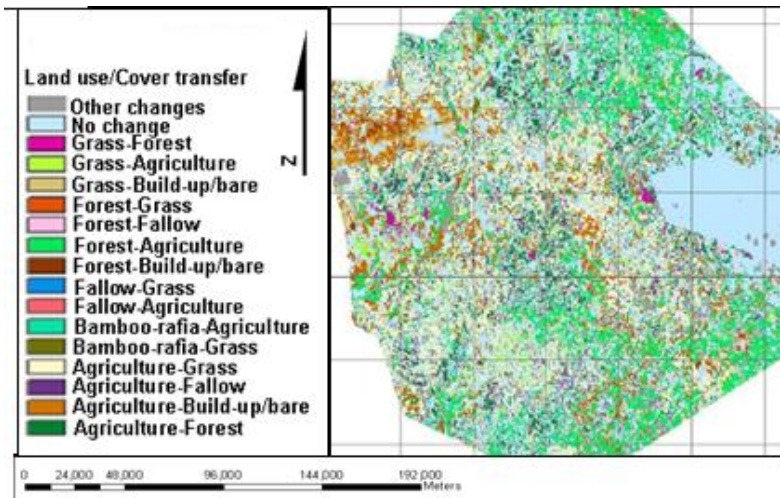 Land use/Cover transfer
Other changes
No change
Grass-Forest
Grass-Agriculture
Grass-Build-up/bare
Forest-Grass
Forest-Fallow
Forest-Agriculture
Forest-Build-up/bare
Fallow-Grass
Fallow-Agriculture
Bamboo-rafia-Agriculture
Bamboo-rafia-Grass
Agriculture-Grass
Agriculture-Fallow
Agriculture-Build-up/bare
Agriculture-Forest
N
0 24,000 48,000 96,000 144,000 192,000
Meters